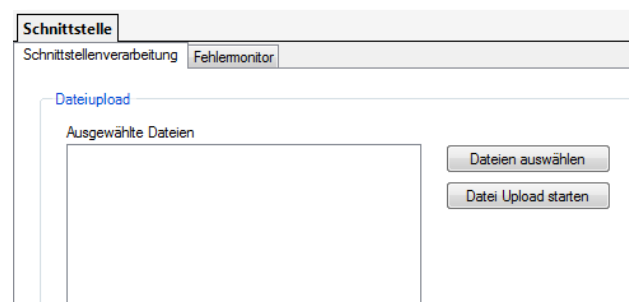 Schnittstelle
Schnittstellenverarbeitung Fehlermonitor
Dateiupload
Ausgewählte Dateien
Dateien auswählen
Datei Upload starten